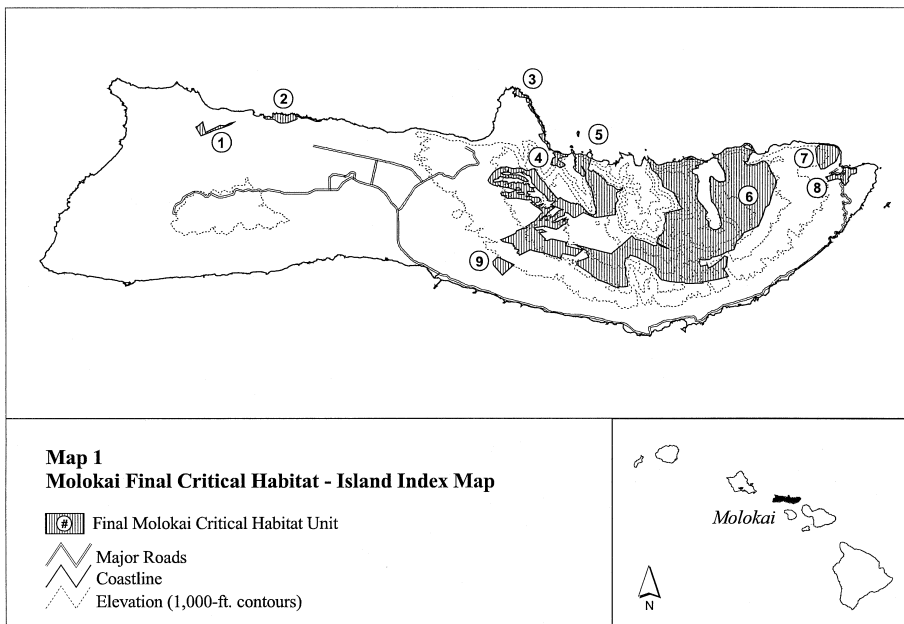 3
2
1
5
4
7
8
6
9
Map 1
Molokai Final Critical Habitat - Island Index Map
# Final Molokai Critical Habitat Unit
Major Roads
Coastline
Elevation (1,000-ft. contours)
Molokai
N